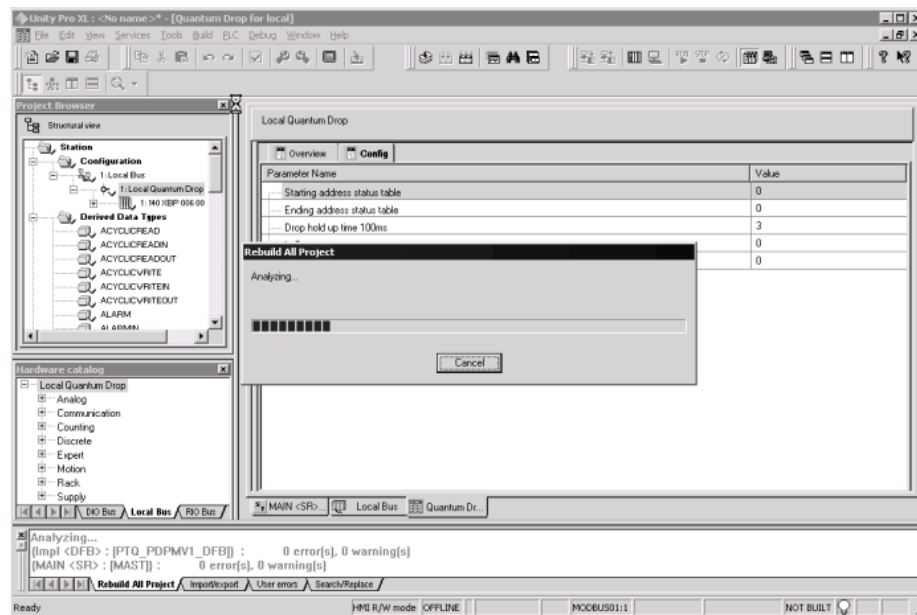 Unity Pro XL : <No name>* - [Quantum Drop for local]
File Edit View Services Tools Build PLC Debug Window Help
Project Browser
Structural view
Station
Configuration
1: Local Bus
1: Local Quantum Drop
1: 140 XBP 006 00
Derived Data Types
ACYCLICREAD
ACYCLICREADIN
ACYCLICREADOUT
ACYCLICWRITE
ACYCLICWRITEIN
ACYCLICWRITEOUT
ALARM
ALARMIN
Hardware catalog
Local Quantum Drop
Analog
Communication
Counting
Discrete
Expert
Motion
Rack
Supply
DIO Bus Local Bus RIO Bus
Local Quantum Drop
Overview Config
Parameter Name Value
Starting address status table 0
Ending address status table 0
Drop hold up time 100ms 3
0
0
Rebuild All Project
Analyzing...
Cancel
MAIN <SR>... Local Bus Quantum Dr...
Analyzing...
{Impl <DFB> : [PTQ_PDPMV1_DFB]} : 0 error(s), 0 warning(s)
{MAIN <SR> : [MAST]} : 0 error(s), 0 warning(s)
Rebuild All Project Import/export User errors Search/Replace
Ready HMI R/W mode OFFLINE MODBUS01:1 NOT BUILT